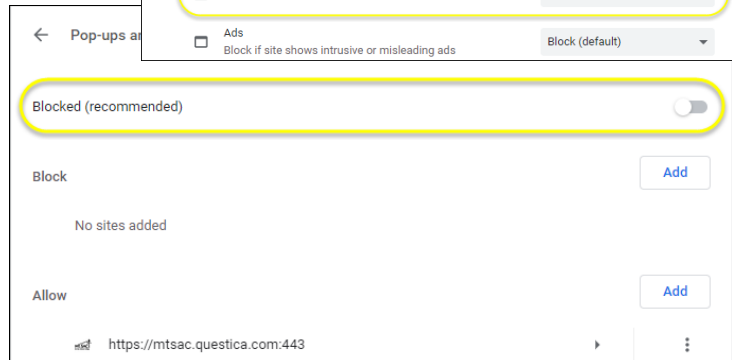 Pop-ups
Ads
Block if site shows intrusive or misleading ads
Block (default)
Blocked (recommended)
Block
Add
No sites added
Allow
Add
https://mtsac.questica.com:443